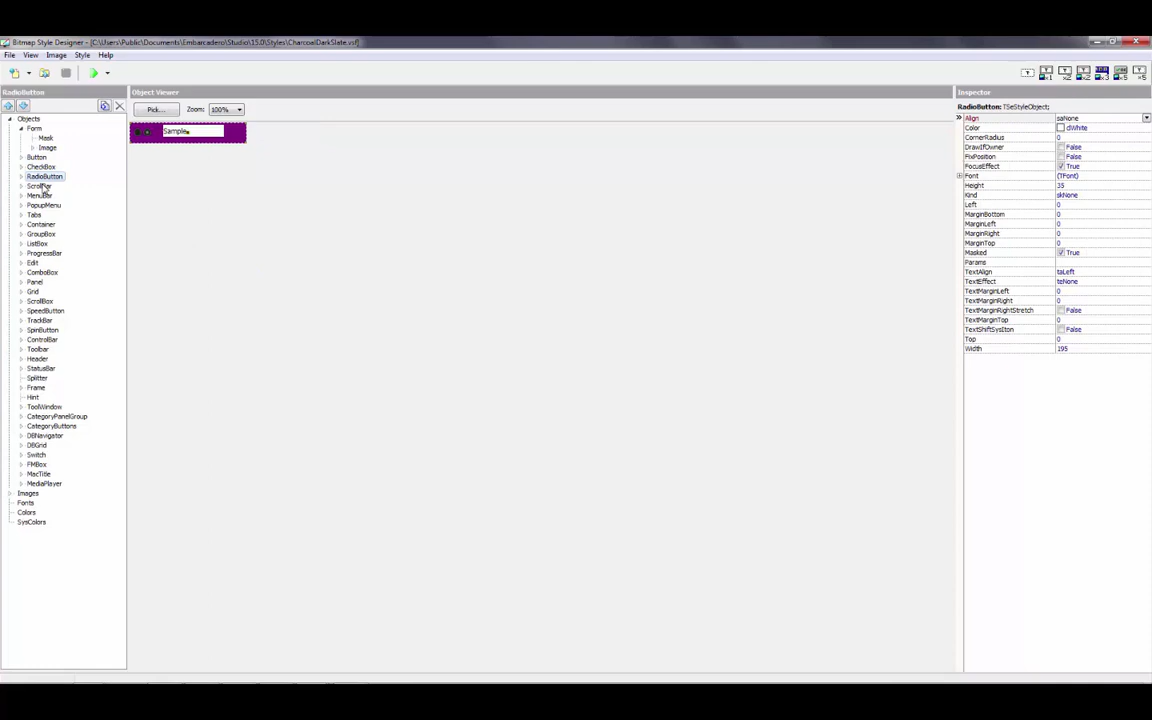 Bitmap Style Designer - [C:\Users\Public\Documents\Embarcadero\Studio\15.0\Styles\CharcoalDarkSlate.vsf]
File View Image Style Help
RadioButton
Object Viewer
Inspector
Pick... Zoom: 100%
RadioButton: TSeStyleObject;
Sample
Objects
Form
Mask
Image
Button
CheckBox
RadioButton
ScrollBar
MenuBar
PopupMenu
Tabs
Container
GroupBox
ListBox
ProgressBar
Edit
ComboBox
Panel
Grid
ScrollBox
SpeedButton
TrackBar
SpinButton
ControlBar
Toolbar
Header
StatusBar
Splitter
Frame
Hint
ToolWindow
CategoryPanelGroup
CategoryButtons
DBNavigator
DBGrid
Switch
FMBox
MacTitle
MediaPlayer
Images
Fonts
Colors
SysColors
Align saNone
Color clWhite
CornerRadius 0
DrawIfOwner False
FixPosition False
FocusEffect True
Font (TFont)
Height 35
Kind skNone
Left 0
MarginBottom 0
MarginLeft 0
MarginRight 0
MarginTop 0
Masked True
Params
TextAlign taLeft
TextEffect teNone
TextMarginLeft 0
TextMarginRight 0
TextMarginRightStretch False
TextMarginTop 0
TextShiftSysIton False
Top 0
Width 195